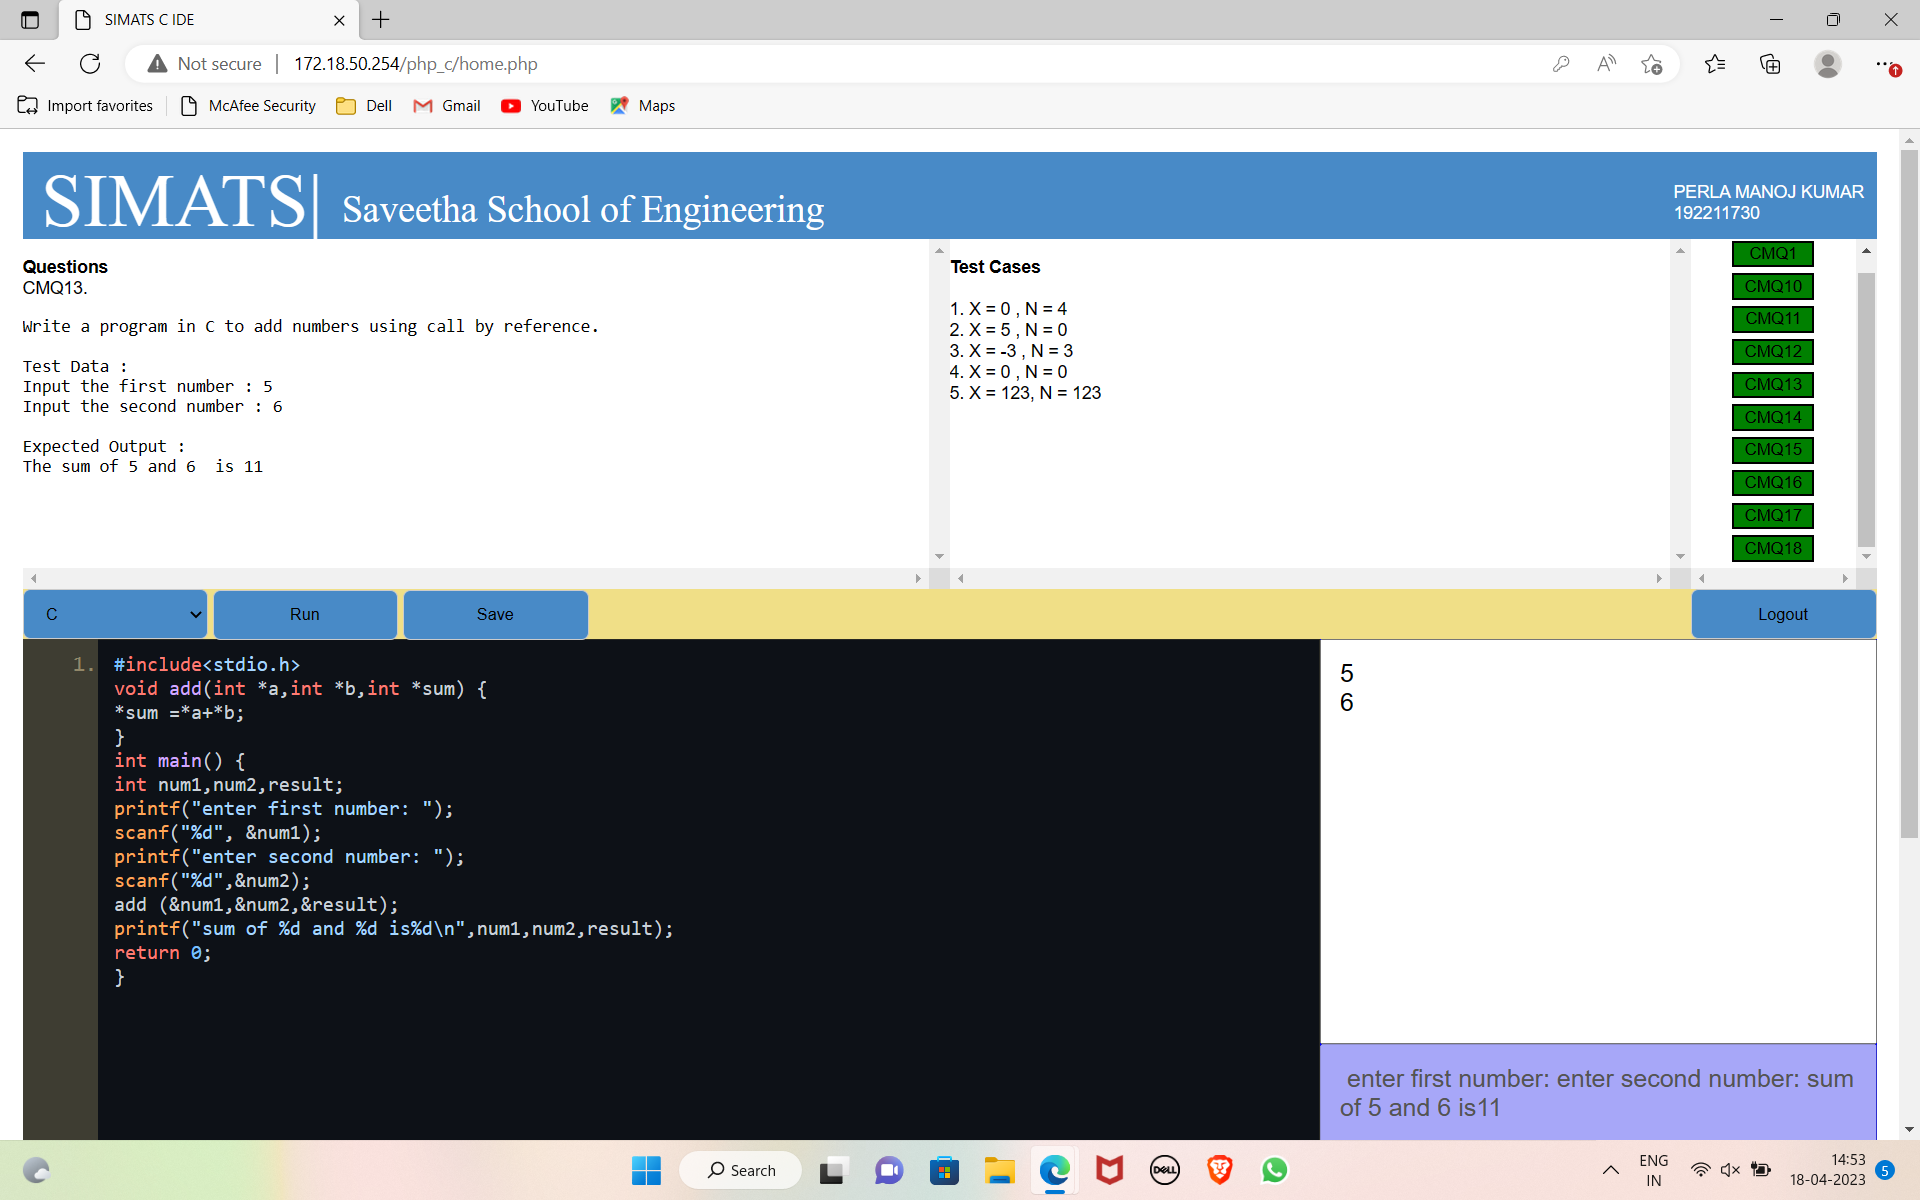 SIMATS C IDE
Not secure
172.18.50.254/php_c/home.php
Import favorites
McAfee Security
Dell
Gmail
YouTube
Maps
SIMATS| Saveetha School of Engineering
PERLA MANOJ KUMAR
192211730
Questions
CMQ13.
Write a program in C to add numbers using call by reference.
Test Data :
Input the first number : 5
Input the second number : 6
Expected Output :
The sum of 5 and 6  is 11
Test Cases
1. X = 0 , N = 4
2. X = 5 , N = 0
3. X = -3 , N = 3
4. X = 0 , N = 0
5. X = 123, N = 123
CMQ1
CMQ10
CMQ11
CMQ12
CMQ13
CMQ14
CMQ15
CMQ16
CMQ17
CMQ18
C
Run
Save
Logout
1.
#include<stdio.h>
void add(int *a,int *b,int *sum) {
*sum =*a+*b;
}
int main() {
int num1,num2,result;
printf("enter first number: ");
scanf("%d", &num1);
printf("enter second number: ");
scanf("%d",&num2);
add (&num1,&num2,&result);
printf("sum of %d and %d is%d\n",num1,num2,result);
return 0;
}
5
6
enter first number: enter second number: sum
of 5 and 6 is11
Search
DELL
ENG
IN
14:53
18-04-2023
5